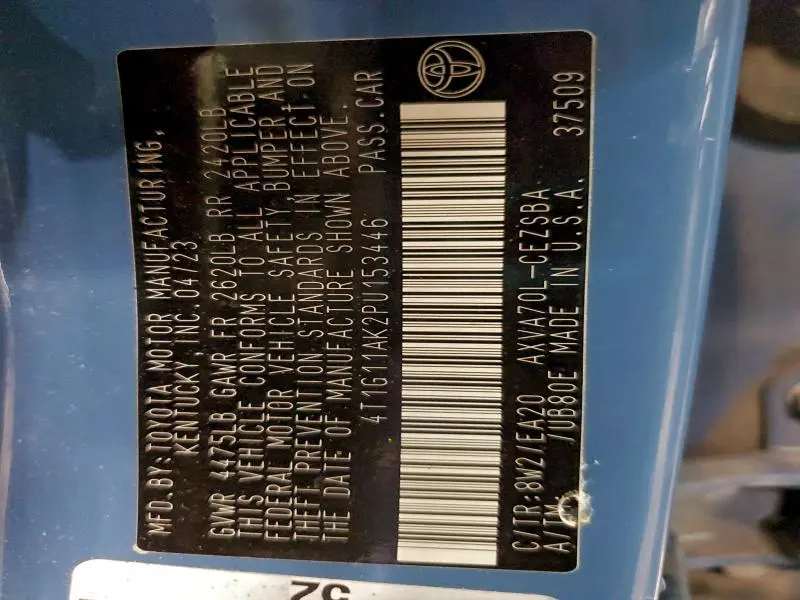 MFD.BY:TOYOTA MOTOR MANUFACTURING,
KENTUCKY,INC. 04/23
GWR 4475LB GAWR FR 2620LB RR 2420LB
THIS VEHICLE CONFORMS TO ALL APPLICABLE
FEDERAL MOTOR VEHICLE SAFETY,BUMPER AND
THEFT PREVENTION STANDARDS IN EFFECT ON
THE DATE OF MANUFACTURE SHOWN ABOVE.
4T1G11AK2PU153446 PASS.CAR
C/TR:8W2/EA20 AXVA70L-CEZSBA
/UB80E MADE IN U.S.A. 37509
52